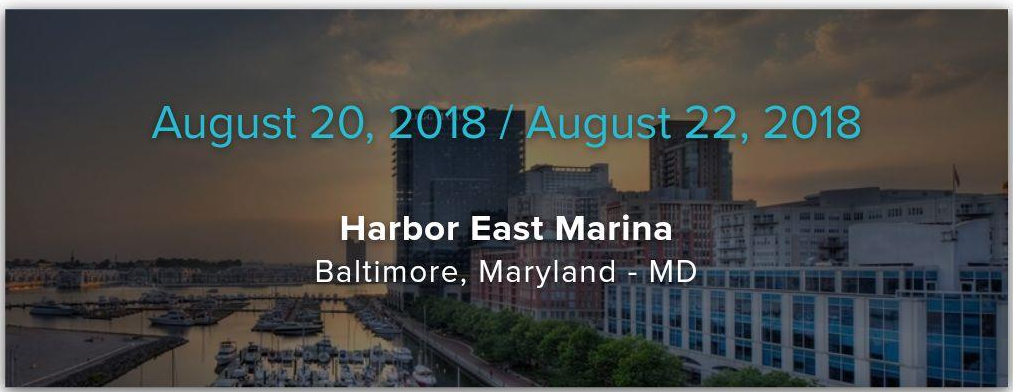 August 20, 2018 / August 22, 2018
Harbor East Marina
Baltimore, Maryland - MD